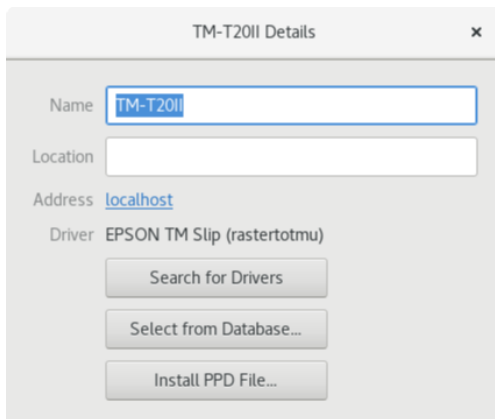 TM-T20II Details
Name TM-T20II
Location
Address localhost
Driver EPSON TM Slip (rastertotmu)
Search for Drivers
Select from Database...
Install PPD File...